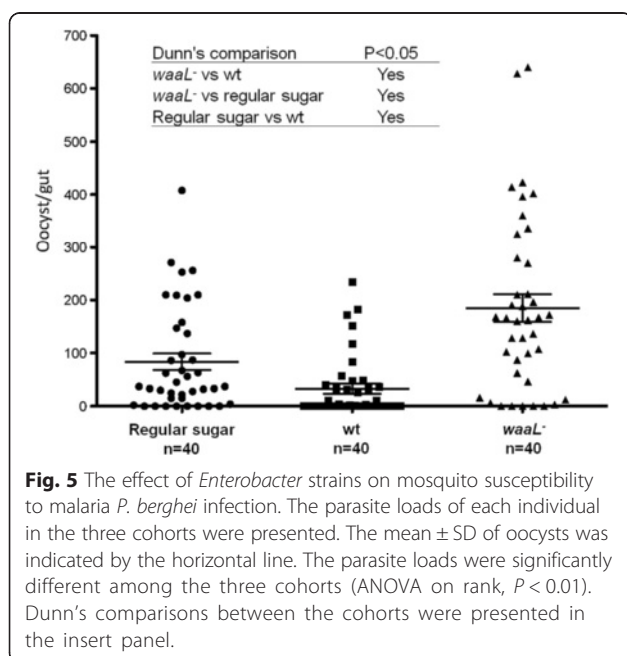 700
600
500
400
300
200
100
0
Oocyst/gut
Dunn's comparison P<0.05
waaL- vs wt Yes
waaL- vs regular sugar Yes
Regular sugar vs wt Yes
Regular sugar wt waaL-
n=40 n=40 n=40
Fig. 5 The effect of Enterobacter strains on mosquito susceptibility
to malaria P. berghei infection. The parasite loads of each individual
in the three cohorts were presented. The mean ± SD of oocysts was
indicated by the horizontal line. The parasite loads were significantly
different among the three cohorts (ANOVA on rank, P < 0.01).
Dunn's comparisons between the cohorts were presented in
the insert panel.